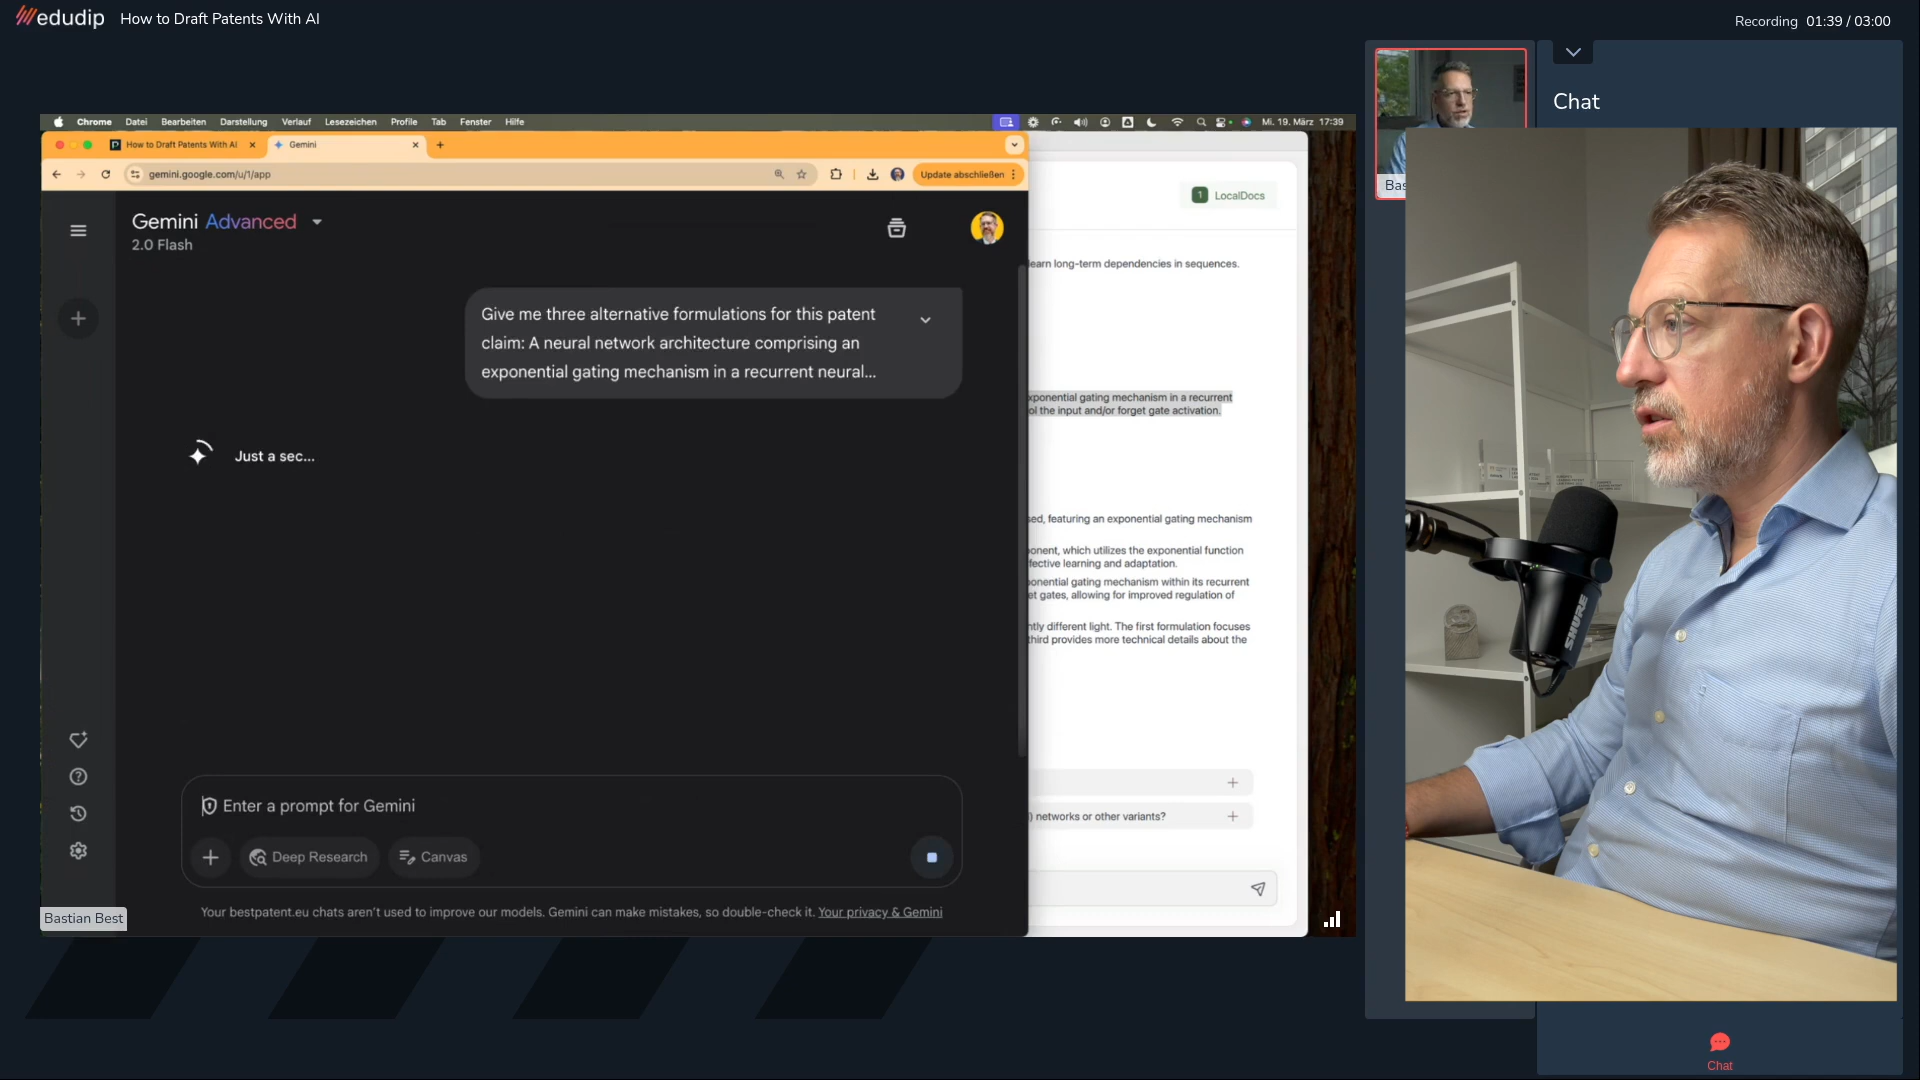 edudip How to Draft Patents With AI
Recording 01:39 / 03:00
Chrome Datei Bearbeiten Darstellung Verlauf Lesezeichen Profile Tab Fenster Hilfe
Mi. 19. März 17:39
How to Draft Patents With AI
Gemini
gemini.google.com/u/1/app
Update abschließen
Gemini Advanced
2.0 Flash
Give me three alternative formulations for this patent
claim: A neural network architecture comprising an
exponential gating mechanism in a recurrent neural...
Just a sec...
Enter a prompt for Gemini
Deep Research
Canvas
Your bestpatent.eu chats aren't used to improve our models. Gemini can make mistakes, so double-check it. Your privacy & Gemini
Bastian Best
1 LocalDocs
learn long-term dependencies in sequences.
xponential gating mechanism in a recurrent
ol the input and/or forget gate activation.
sed, featuring an exponential gating mechanism
onent, which utilizes the exponential function
fective learning and adaptation.
onential gating mechanism within its recurrent
et gates, allowing for improved regulation of
ntly different light. The first formulation focuses
third provides more technical details about the
) networks or other variants?
Bas
Chat
SHURE
Chat